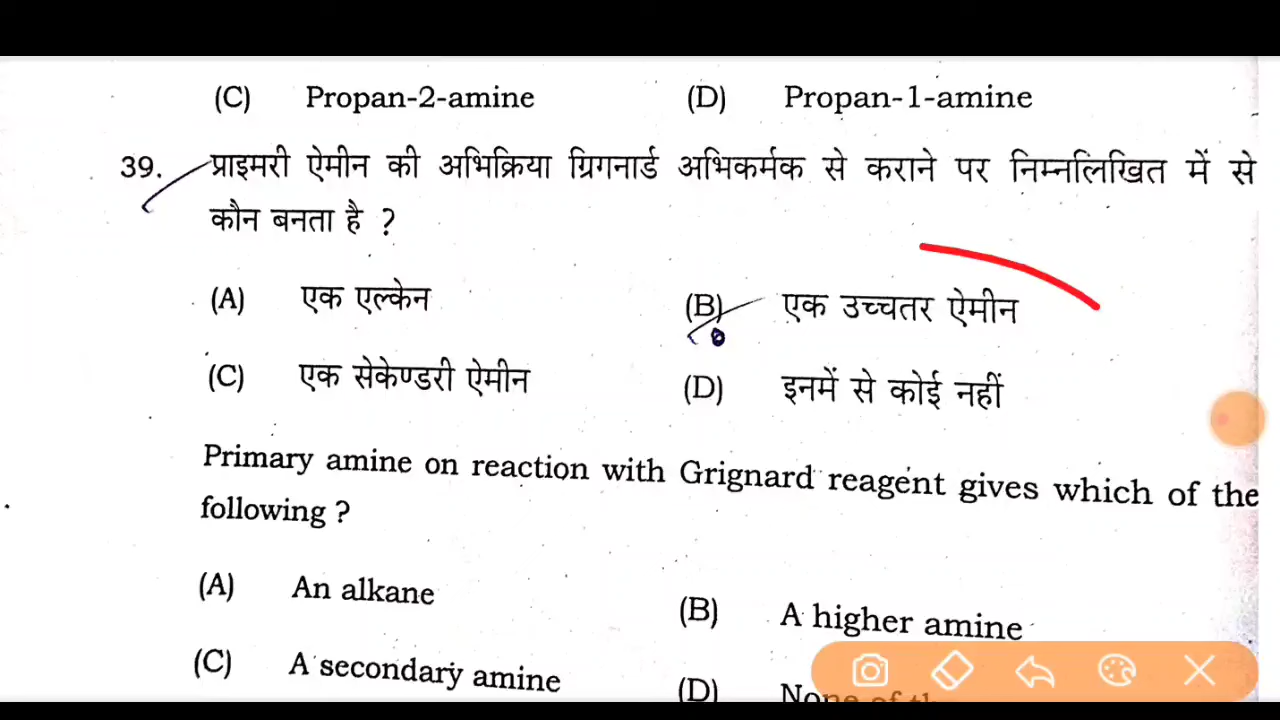 (C) Propan-2-amine (D) Propan-1-amine
39. प्राइमरी ऐमीन की अभिक्रिया ग्रिगनार्ड अभिकर्मक से कराने पर निम्नलिखित में से
कौन बनता है ?
(A) एक एल्केन (B) एक उच्चतर ऐमीन
(C) एक सेकेण्डरी ऐमीन (D) इनमें से कोई नहीं
Primary amine on reaction with Grignard reagent gives which of the
following ?
(A) An alkane (B) A higher amine
(C) A secondary amine (D)